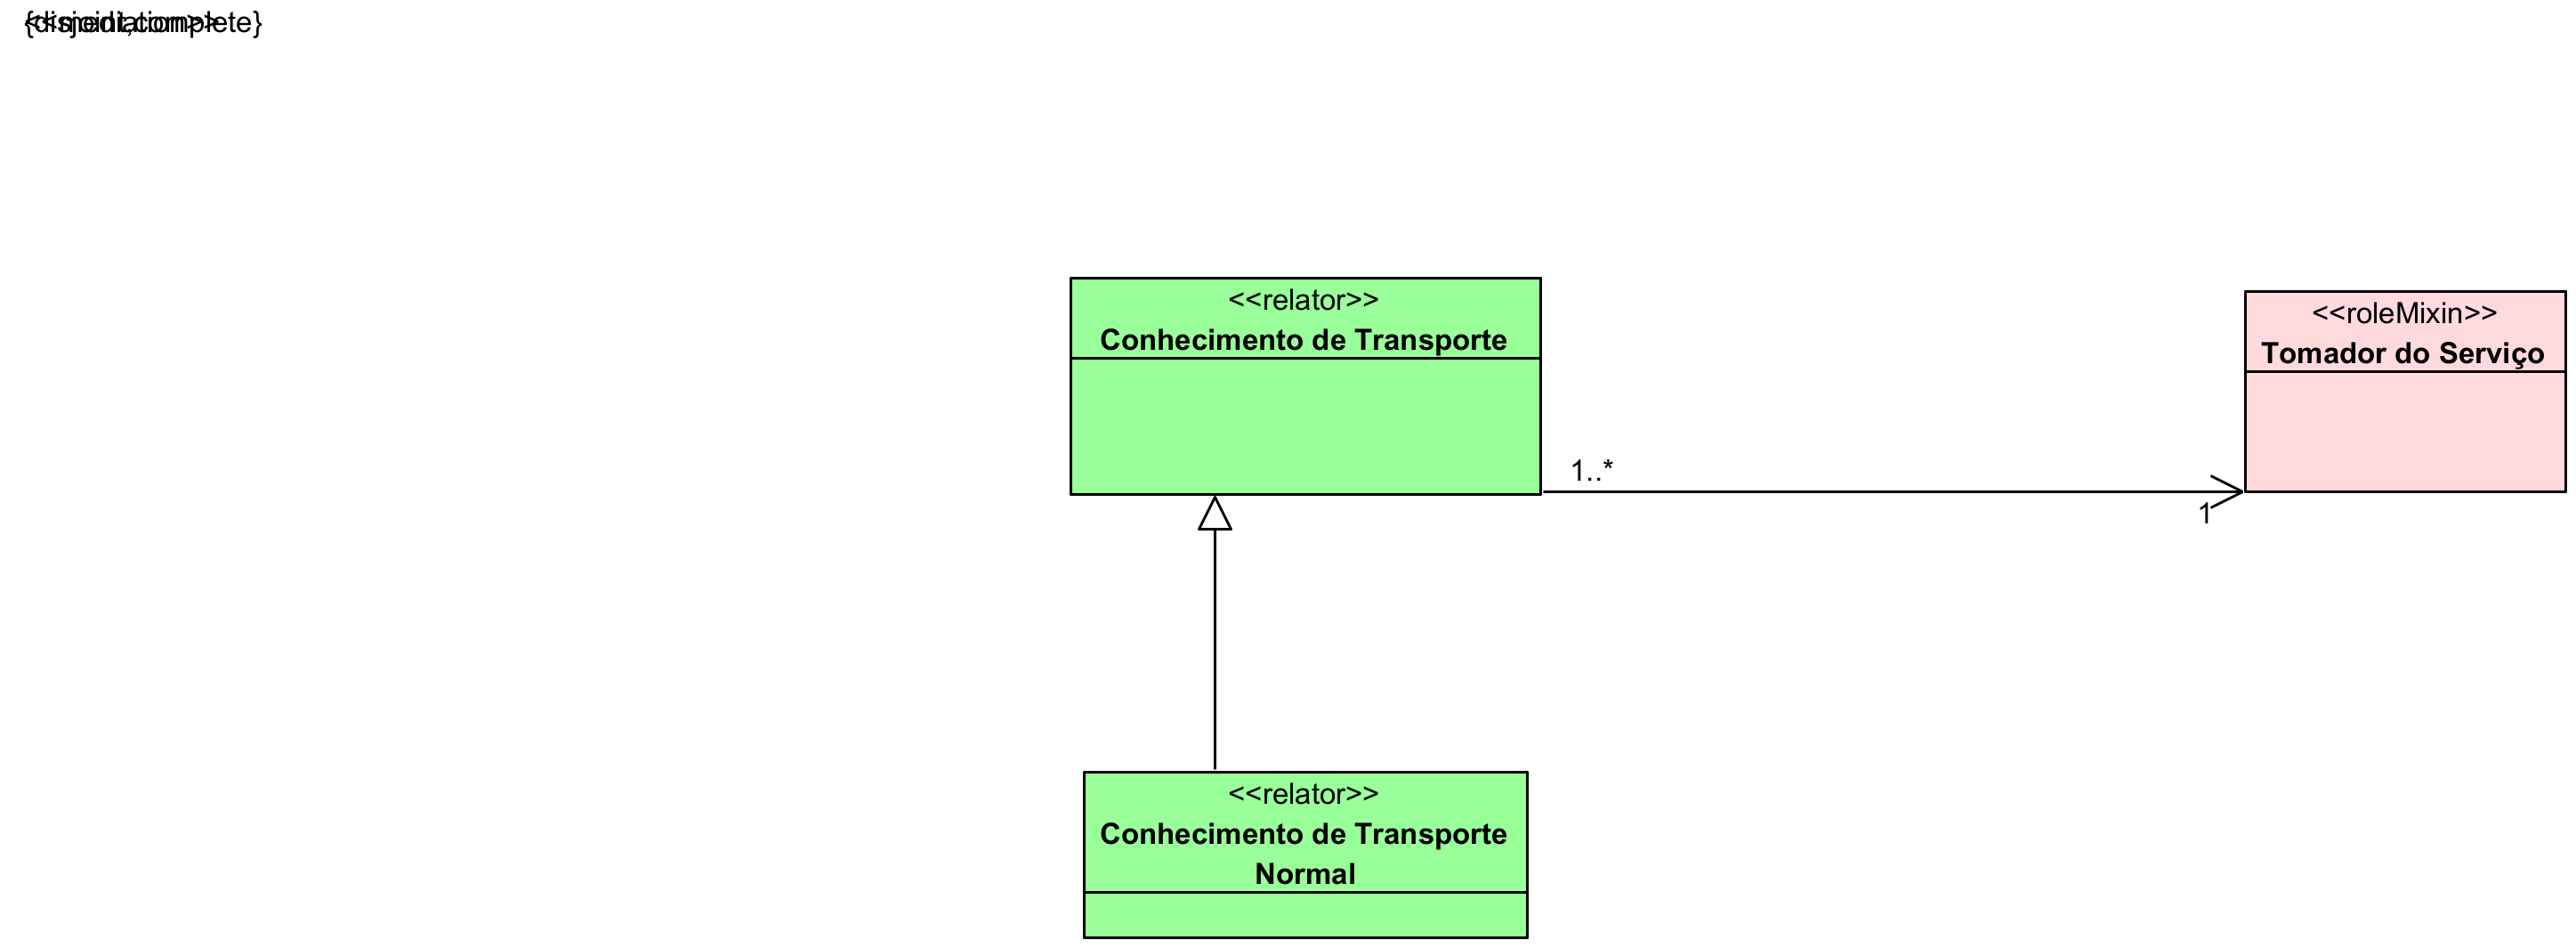 {disjoint,complete}
<<mediation>>
<<relator>>
Conhecimento de Transporte
<<roleMixin>>
Tomador do Serviço
1..*
1
<<relator>>
Conhecimento de Transporte
Normal